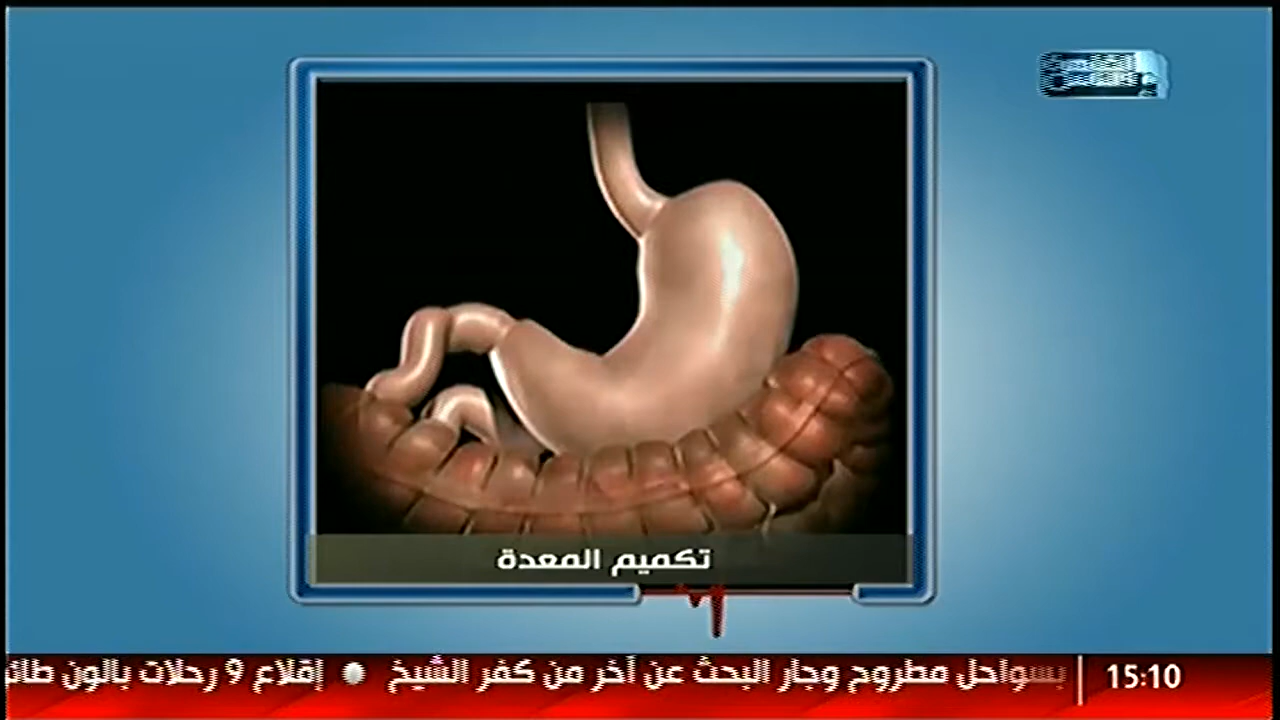 تكميم المعدة
بسواحل مطروح وجار البحث عن آخر من كفر الشيخ ● إقلاع 9 رحلات بالون
15:10